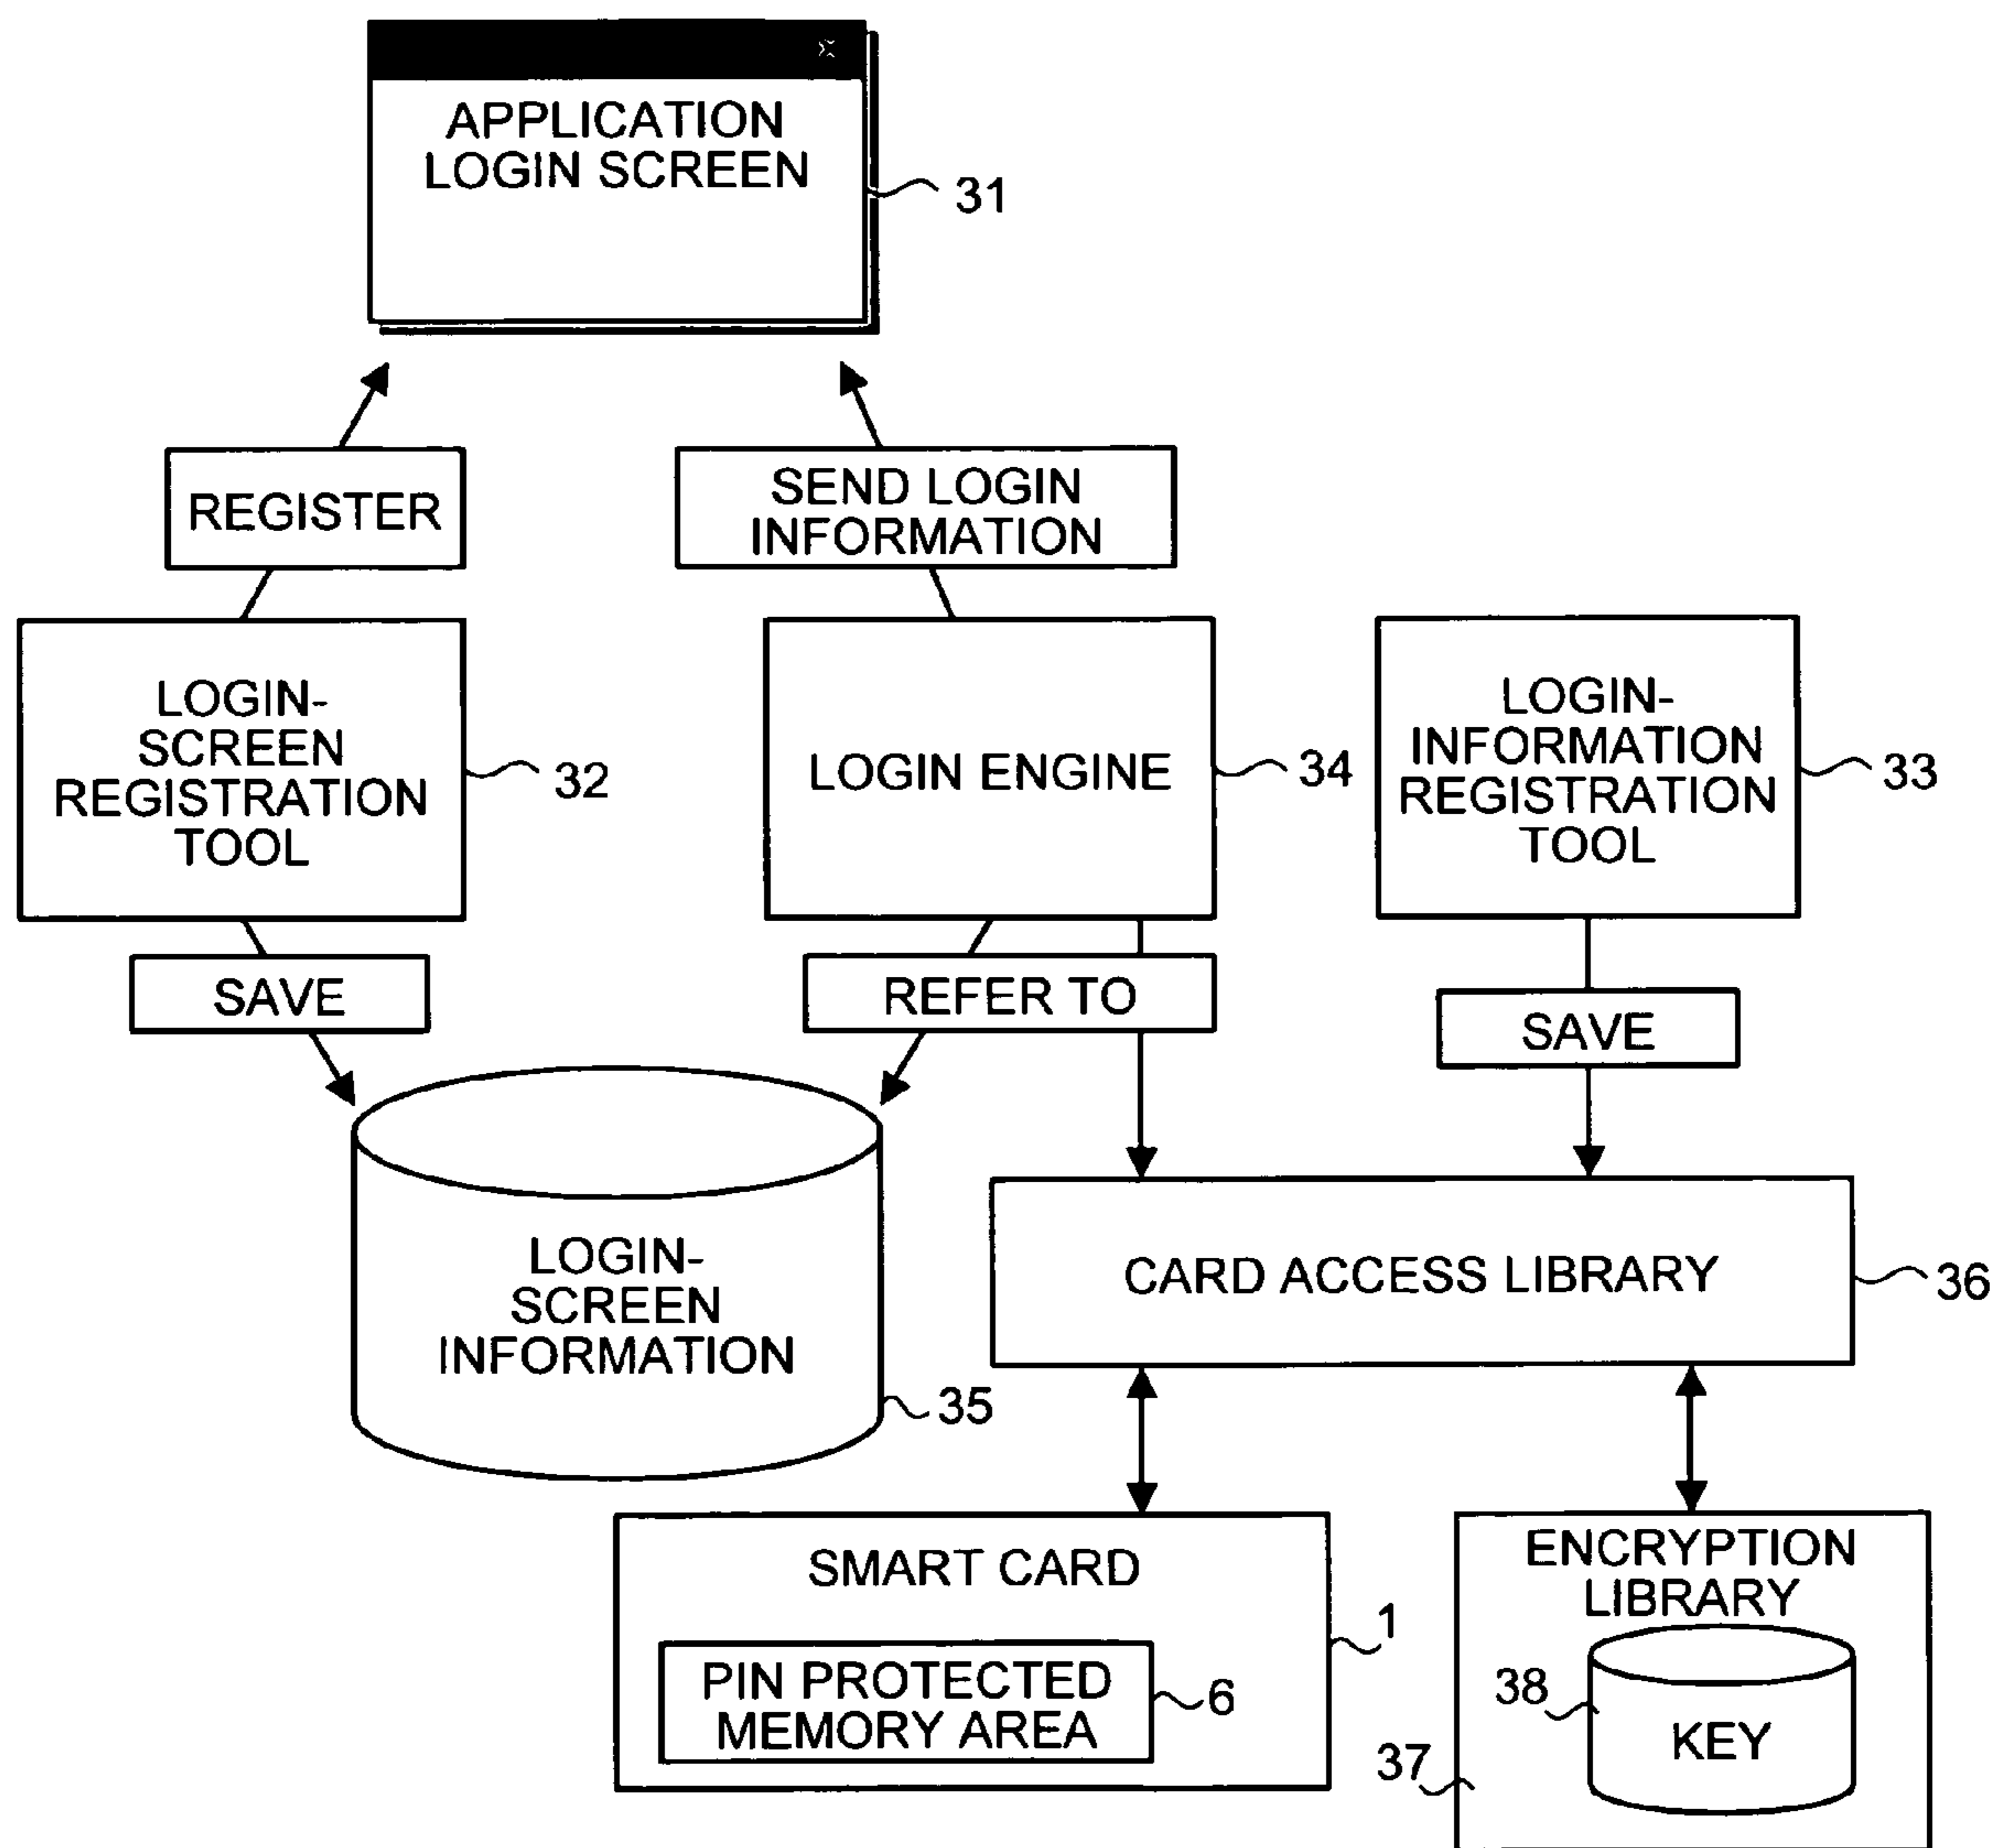 APPLICATION
LOGIN SCREEN
31
REGISTER
SEND LOGIN
INFORMATION
LOGIN-
SCREEN
REGISTRATION
TOOL
32
LOGIN ENGINE
34
LOGIN-
INFORMATION
REGISTRATION
TOOL
33
SAVE
REFER TO
SAVE
LOGIN-
SCREEN
INFORMATION
35
CARD ACCESS LIBRARY
36
SMART CARD
1
PIN PROTECTED
MEMORY AREA
6
ENCRYPTION
LIBRARY
38
KEY
37